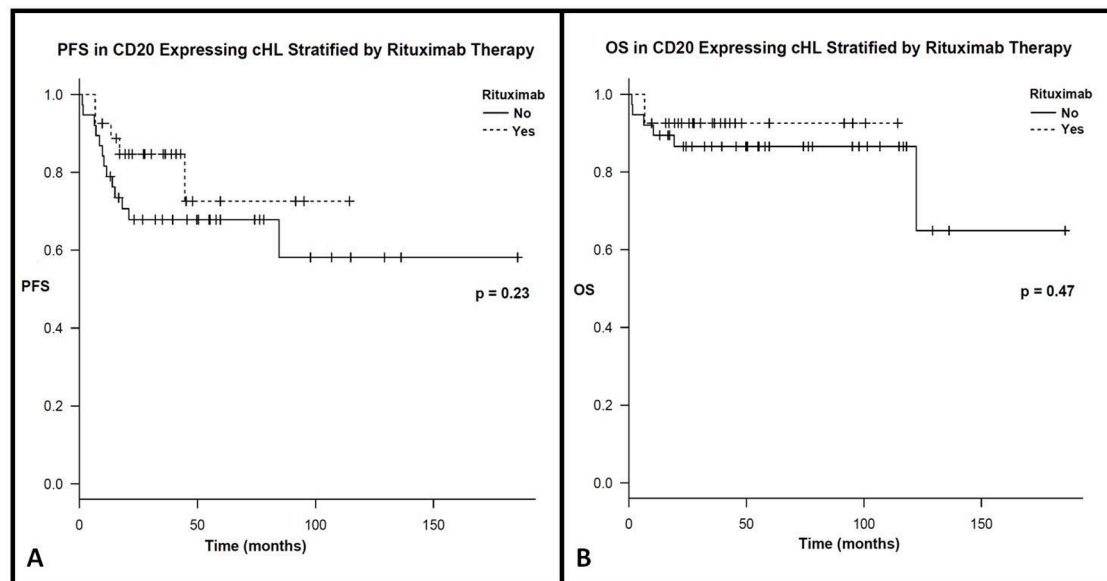 PFS in CD20 Expressing cHL Stratified by Rituximab Therapy
Rituximab
No
Yes
1.0
0.8
0.6
0.4
0.2
0.0
PFS
p = 0.23
0 50 100 150
Time (months)
A
OS in CD20 Expressing cHL Stratified by Rituximab Therapy
Rituximab
No
Yes
1.0
0.8
0.6
0.4
0.2
0.0
OS
p = 0.47
0 50 100 150
Time (months)
B